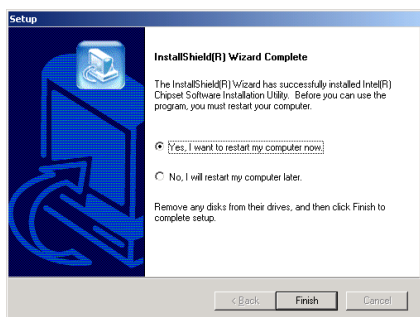 Setup
InstallShield(R) Wizard Complete
The InstallShield(R) Wizard has successfully installed Intel(R)
Chipset Software Installation Utility. Before you can use the
program, you must restart your computer.
Yes, I want to restart my computer now.
No, I will restart my computer later.
Remove any disks from their drives, and then click Finish to
complete setup.
< Back Finish Cancel